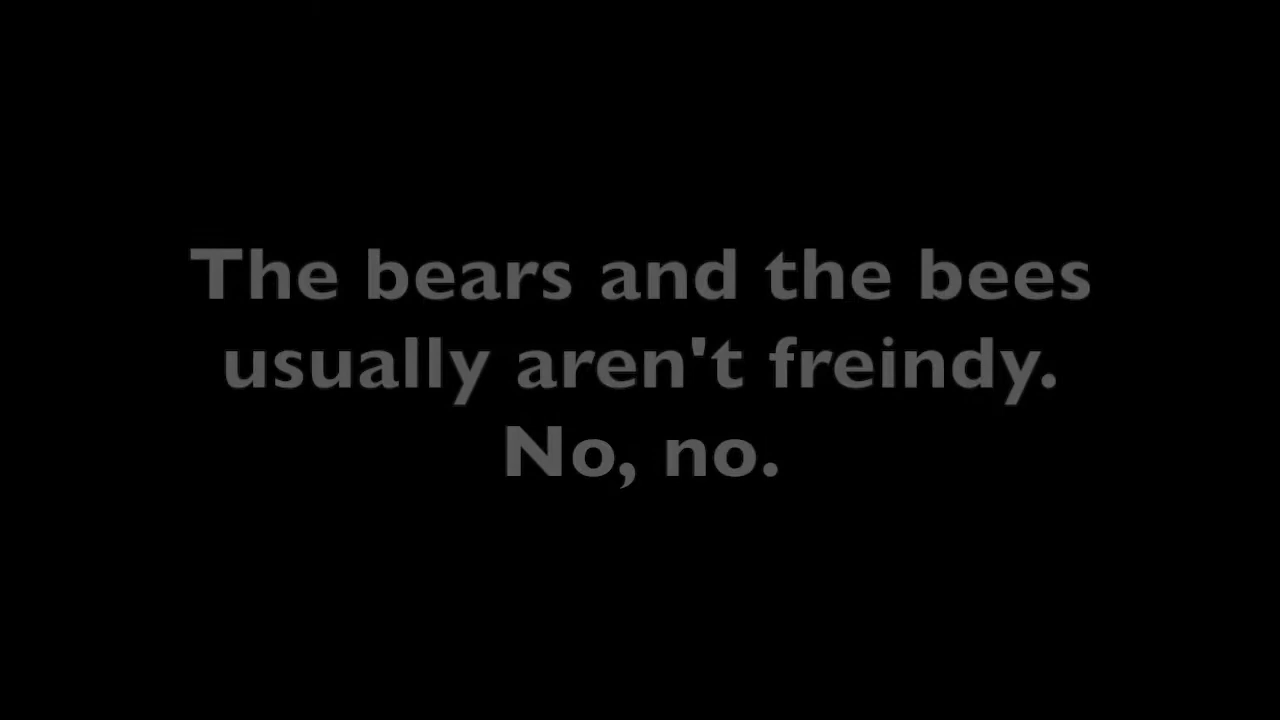 The bears and the bees
usually aren't freindy.
No, no.